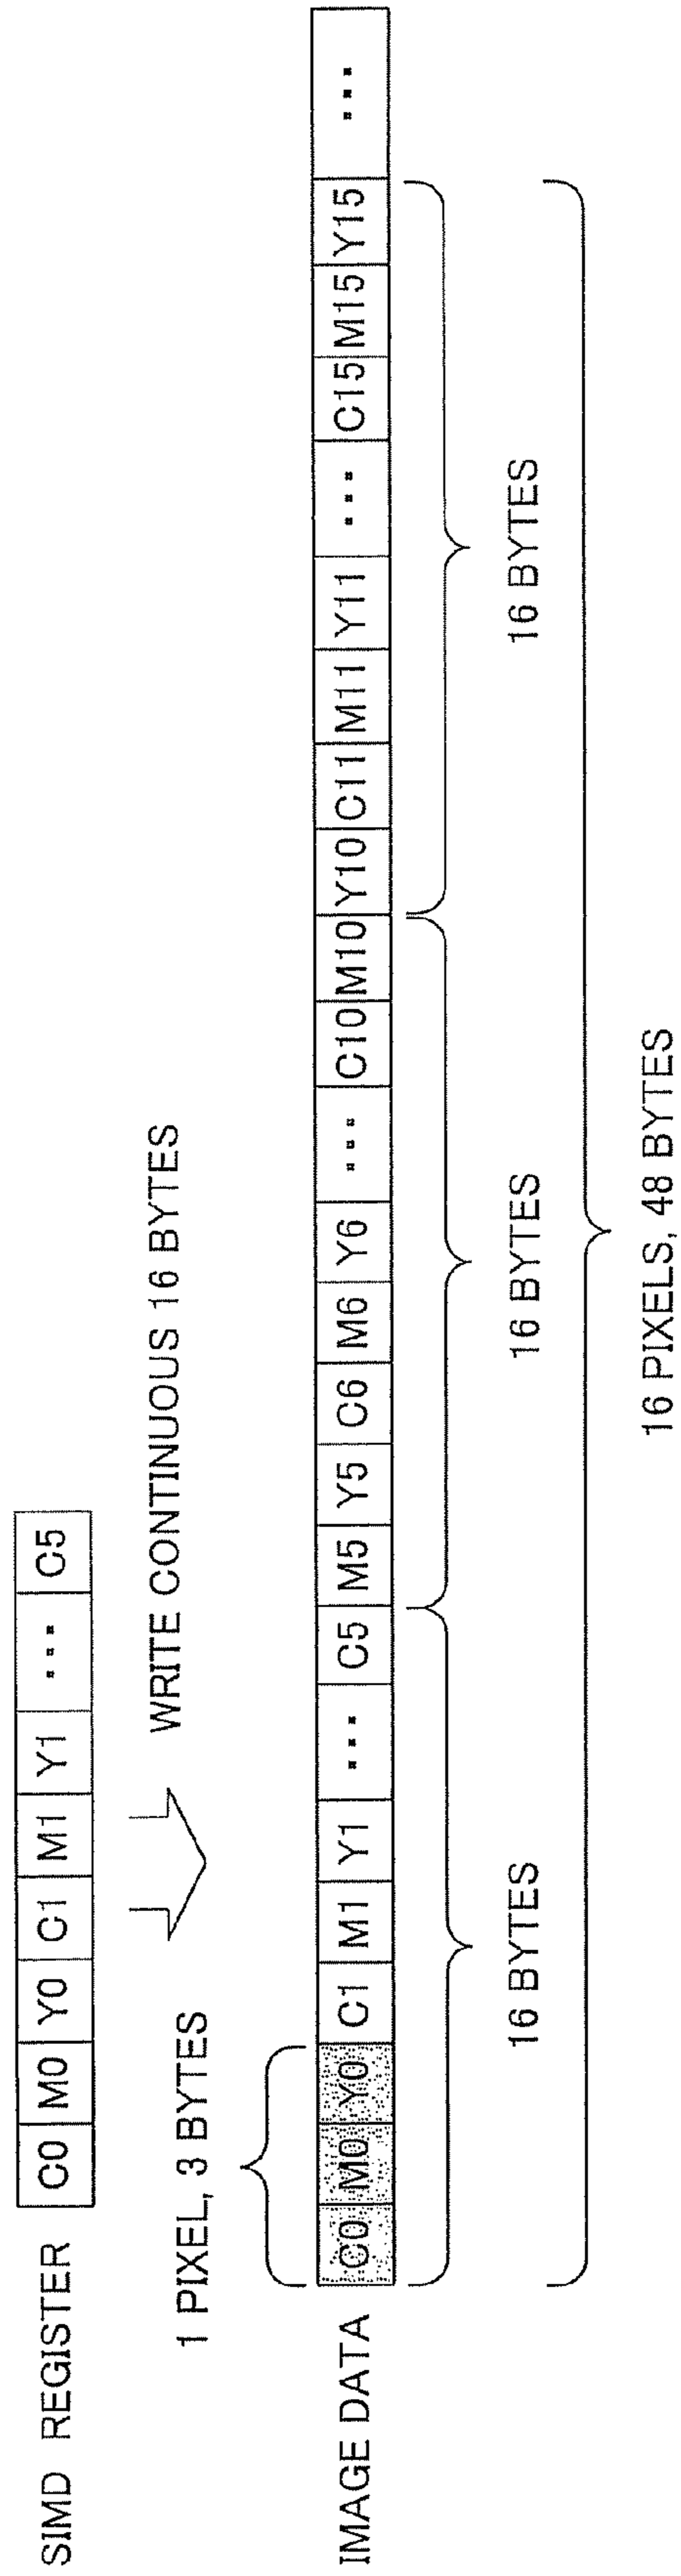 SIMD REGISTER C0 M0 Y0 C1 M1 Y1 ... C5
WRITE CONTINUOUS 16 BYTES
1 PIXEL, 3 BYTES
IMAGE DATA C0 M0 Y0 C1 M1 Y1 ... C5 M5 Y5 C6 M6 Y6 ... C10 M10 Y10 C11 M11 Y11 ... C15 M15 Y15 ...
16 BYTES 16 BYTES 16 BYTES
16 PIXELS, 48 BYTES